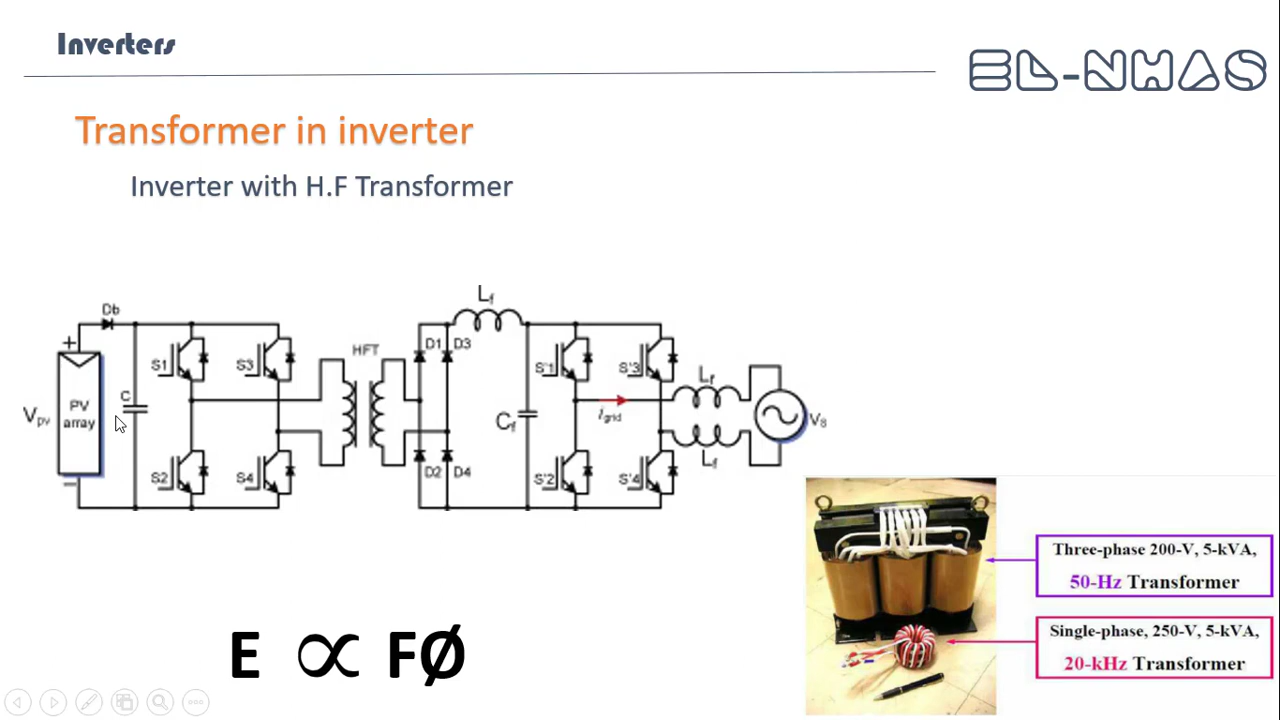 Inverters
EL-NHAS
Transformer in inverter
Inverter with H.F Transformer
Db
+
PV
array
Vpv
−
C
S1
S3
S2
S4
HFT
D1
D3
D2
D4
Lf
Cf
S'1
S'3
igrid
S'2
S'4
Lf
Lf
Vs
Three-phase 200-V, 5-kVA,
50-Hz Transformer
Single-phase, 250-V, 5-kVA,
20-kHz Transformer
E ∝ FØ